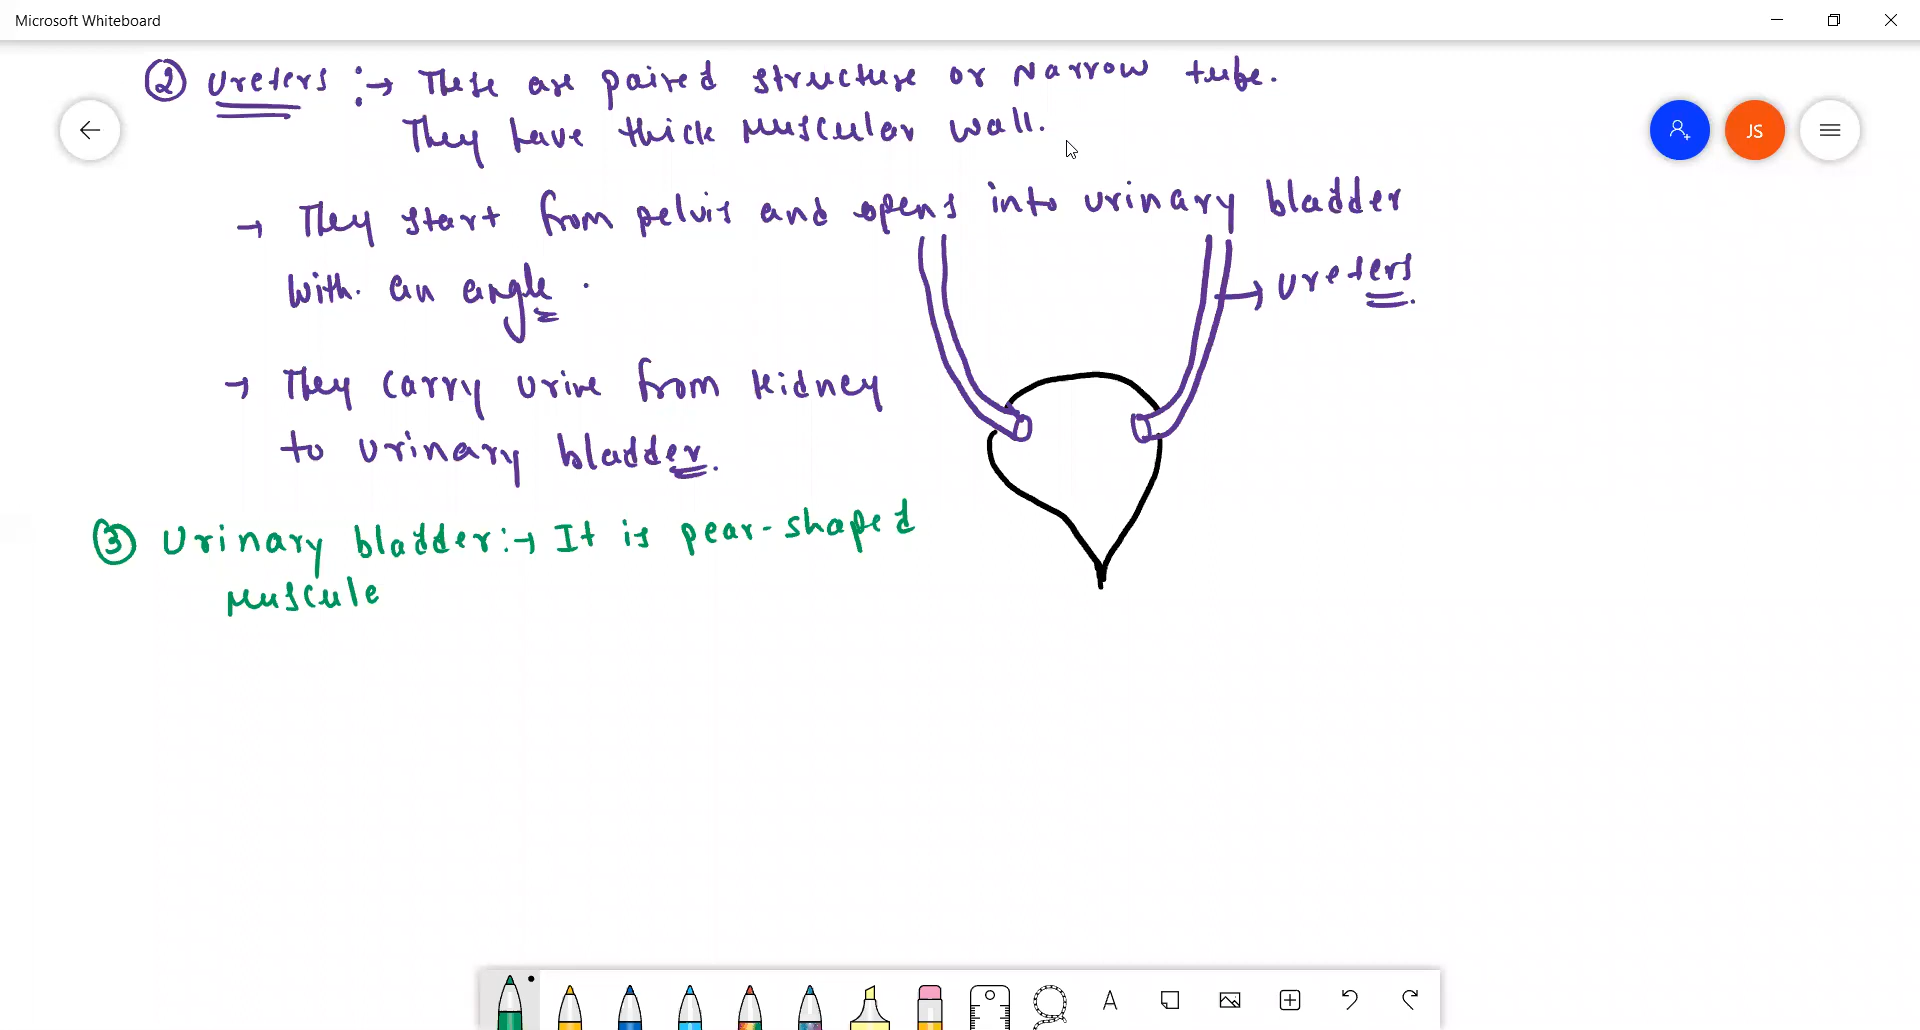 Microsoft Whiteboard
② Ureters :→ These are paired structure or Narrow tube.
They have thick Muscular wall.
JS
→ They start from pelvis and opens into urinary bladder
with an angle.
→ Ureters.
→ They carry urine from kidney
to urinary bladder.
③ Urinary bladder:→ It is pear-shaped
Muscule
A